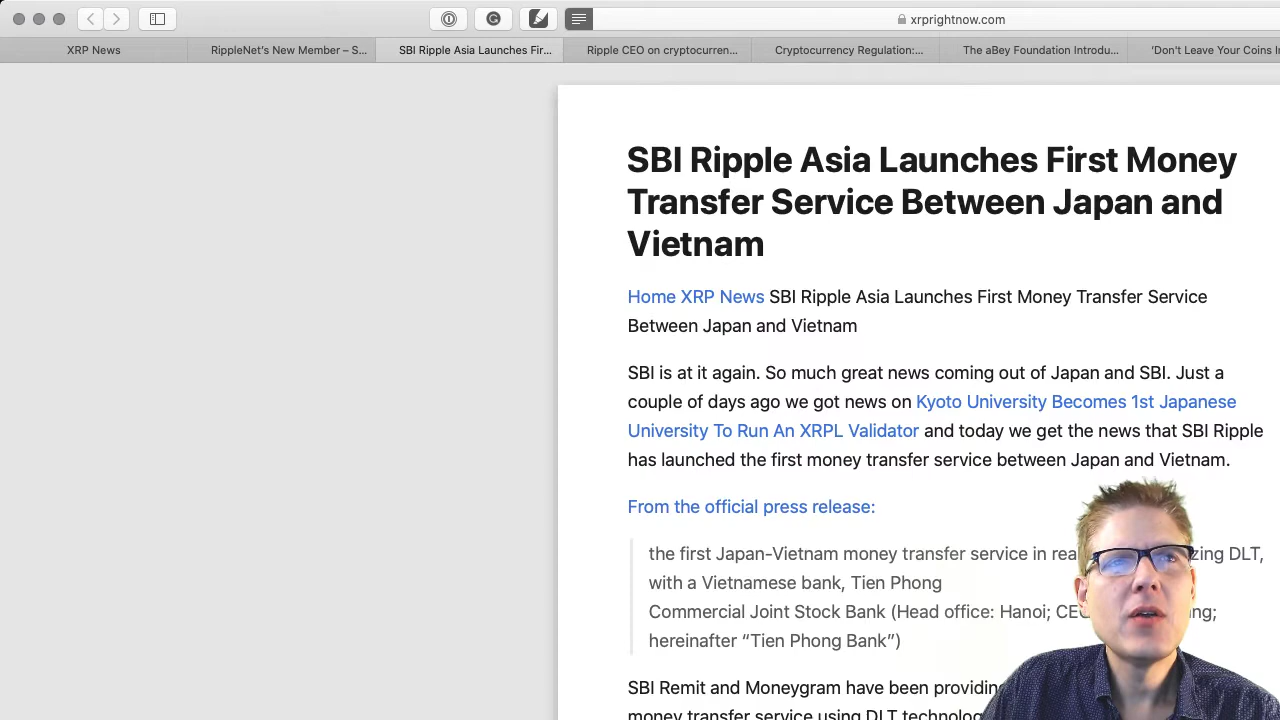 xrprightnow.com
XRP News
RippleNet's New Member – S...
SBI Ripple Asia Launches Fir...
Ripple CEO on cryptocurren...
Cryptocurrency Regulation:...
The aBey Foundation Introdu...
'Don't Leave Your Coins
SBI Ripple Asia Launches First Money
Transfer Service Between Japan and
Vietnam
Home XRP News SBI Ripple Asia Launches First Money Transfer Service
Between Japan and Vietnam
SBI is at it again. So much great news coming out of Japan and SBI. Just a
couple of days ago we got news on Kyoto University Becomes 1st Japanese
University To Run An XRPL Validator and today we get the news that SBI Ripple
has launched the first money transfer service between Japan and Vietnam.
From the official press release:
the first Japan-Vietnam money transfer service in DLT,
with a Vietnamese bank, Tien Phong
Commercial Joint Stock Bank (Head office: Hanoi;
hereinafter “Tien Phong Bank”)
SBI Remit and Moneygram have been
money transfer service using DLT